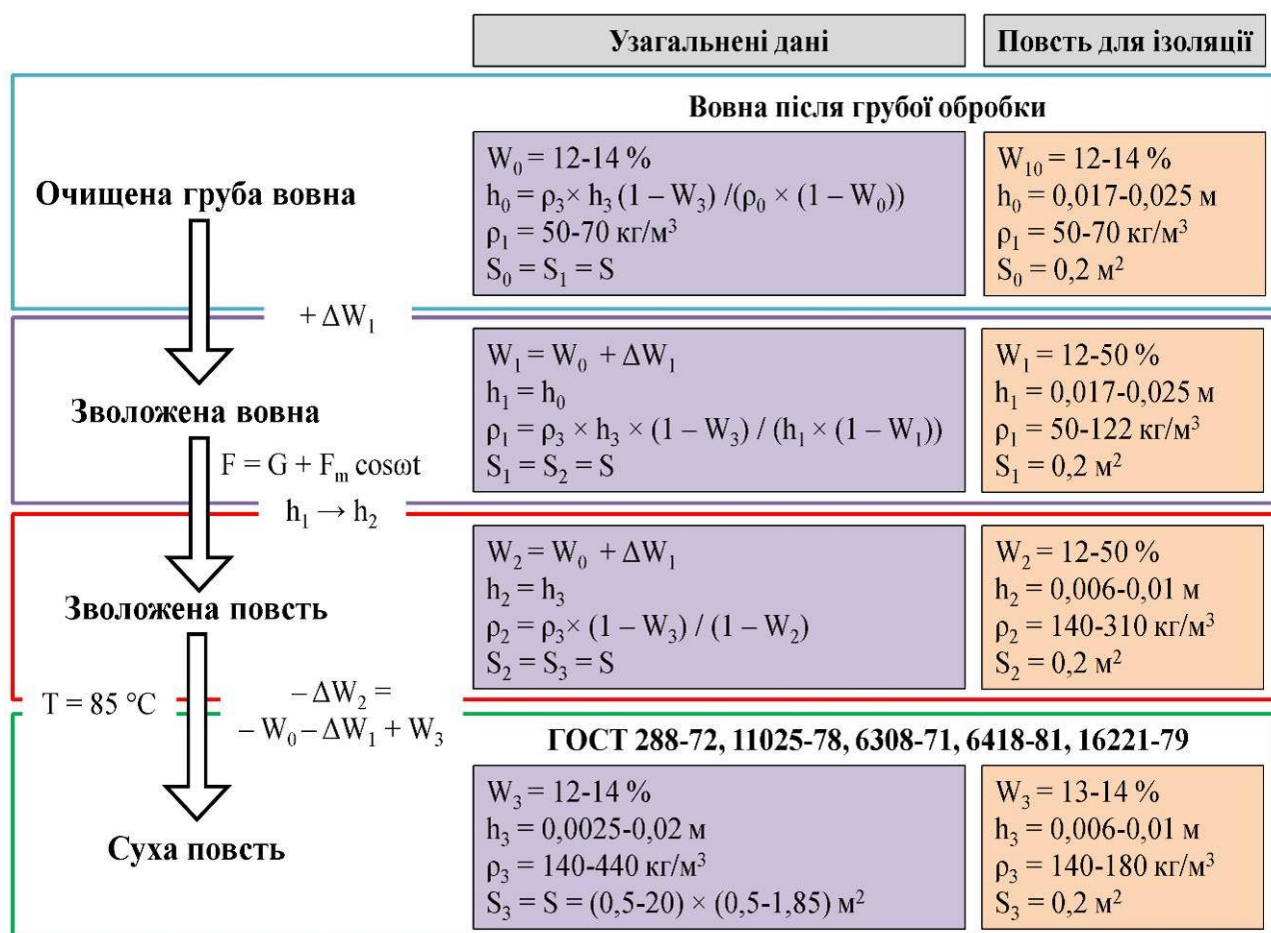 Узагальнені дані
Повсть для ізоляції
Вовна після грубої обробки
Очищена груба вовна
W₀ = 12-14 %
h₀ = ρ₃× h₃ (1 – W₃) /(ρ₀ × (1 – W₀))
ρ₁ = 50-70 кг/м³
S₀ = S₁ = S
W₁₀ = 12-14 %
h₀ = 0,017-0,025 м
ρ₁ = 50-70 кг/м³
S₀ = 0,2 м²
+ ΔW₁
Зволожена вовна
W₁ = W₀ + ΔW₁
h₁ = h₀
ρ₁ = ρ₃ × h₃ × (1 – W₃) / (h₁ × (1 – W₁))
S₁ = S₂ = S
W₁ = 12-50 %
h₁ = 0,017-0,025 м
ρ₁ = 50-122 кг/м³
S₁ = 0,2 м²
F = G + Fₘ cosωt
h₁ → h₂
Зволожена повсть
W₂ = W₀ + ΔW₁
h₂ = h₃
ρ₂ = ρ₃× (1 – W₃) / (1 – W₂)
S₂ = S₃ = S
W₂ = 12-50 %
h₂ = 0,006-0,01 м
ρ₂ = 140-310 кг/м³
S₂ = 0,2 м²
T = 85 °C
– ΔW₂ =
– W₀ – ΔW₁ + W₃
ГОСТ 288-72, 11025-78, 6308-71, 6418-81, 16221-79
Суха повсть
W₃ = 12-14 %
h₃ = 0,0025-0,02 м
ρ₃ = 140-440 кг/м³
S₃ = S = (0,5-20) × (0,5-1,85) м²
W₃ = 13-14 %
h₃ = 0,006-0,01 м
ρ₃ = 140-180 кг/м³
S₃ = 0,2 м²